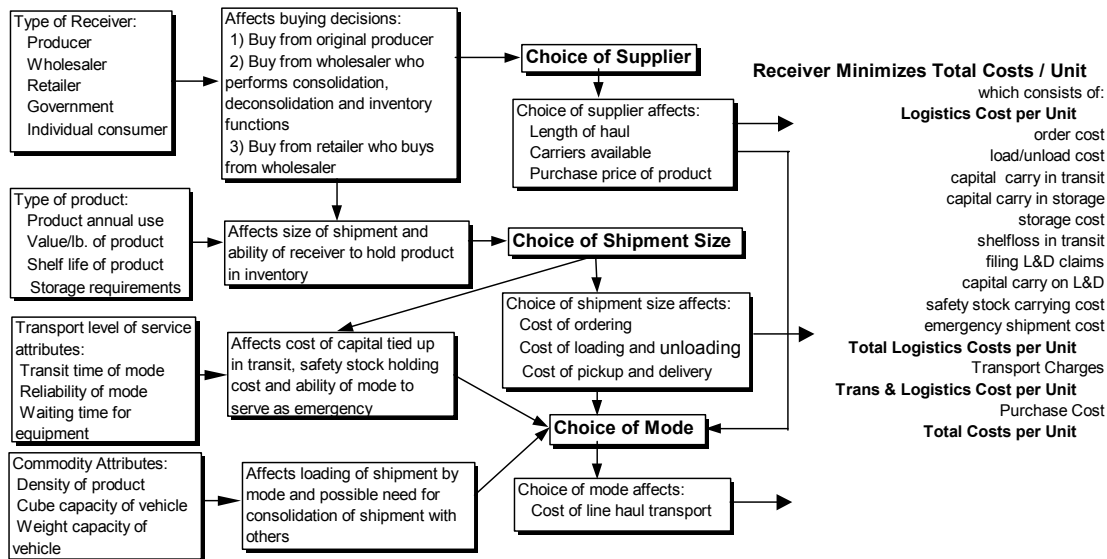 Type of Receiver:
Producer
Wholesaler
Retailer
Government
Individual consumer
Affects buying decisions:
1) Buy from original producer
2) Buy from wholesaler who
performs consolidation,
deconsolidation and inventory
functions
3) Buy from retailer who buys
from wholesaler
Choice of Supplier
Choice of supplier affects:
Length of haul
Carriers available
Purchase price of product
Type of product:
Product annual use
Value/lb. of product
Shelf life of product
Storage requirements
Affects size of shipment and
ability of receiver to hold product
in inventory
Choice of Shipment Size
Choice of shipment size affects:
Cost of ordering
Cost of loading and unloading
Cost of pickup and delivery
Transport level of service
attributes:
Transit time of mode
Reliability of mode
Waiting time for
equipment
Affects cost of capital tied up
in transit, safety stock holding
cost and ability of mode to
serve as emergency
Choice of Mode
Commodity Attributes:
Density of product
Cube capacity of vehicle
Weight capacity of
vehicle
Affects loading of shipment by
mode and possible need for
consolidation of shipment with
others
Choice of mode affects:
Cost of line haul transport
Receiver Minimizes Total Costs / Unit
which consists of:
Logistics Cost per Unit
order cost
load/unload cost
capital carry in transit
capital carry in storage
storage cost
shelfloss in transit
filing L&D claims
capital carry on L&D
safety stock carrying cost
emergency shipment cost
Total Logistics Costs per Unit
Transport Charges
Trans & Logistics Cost per Unit
Purchase Cost
Total Costs per Unit